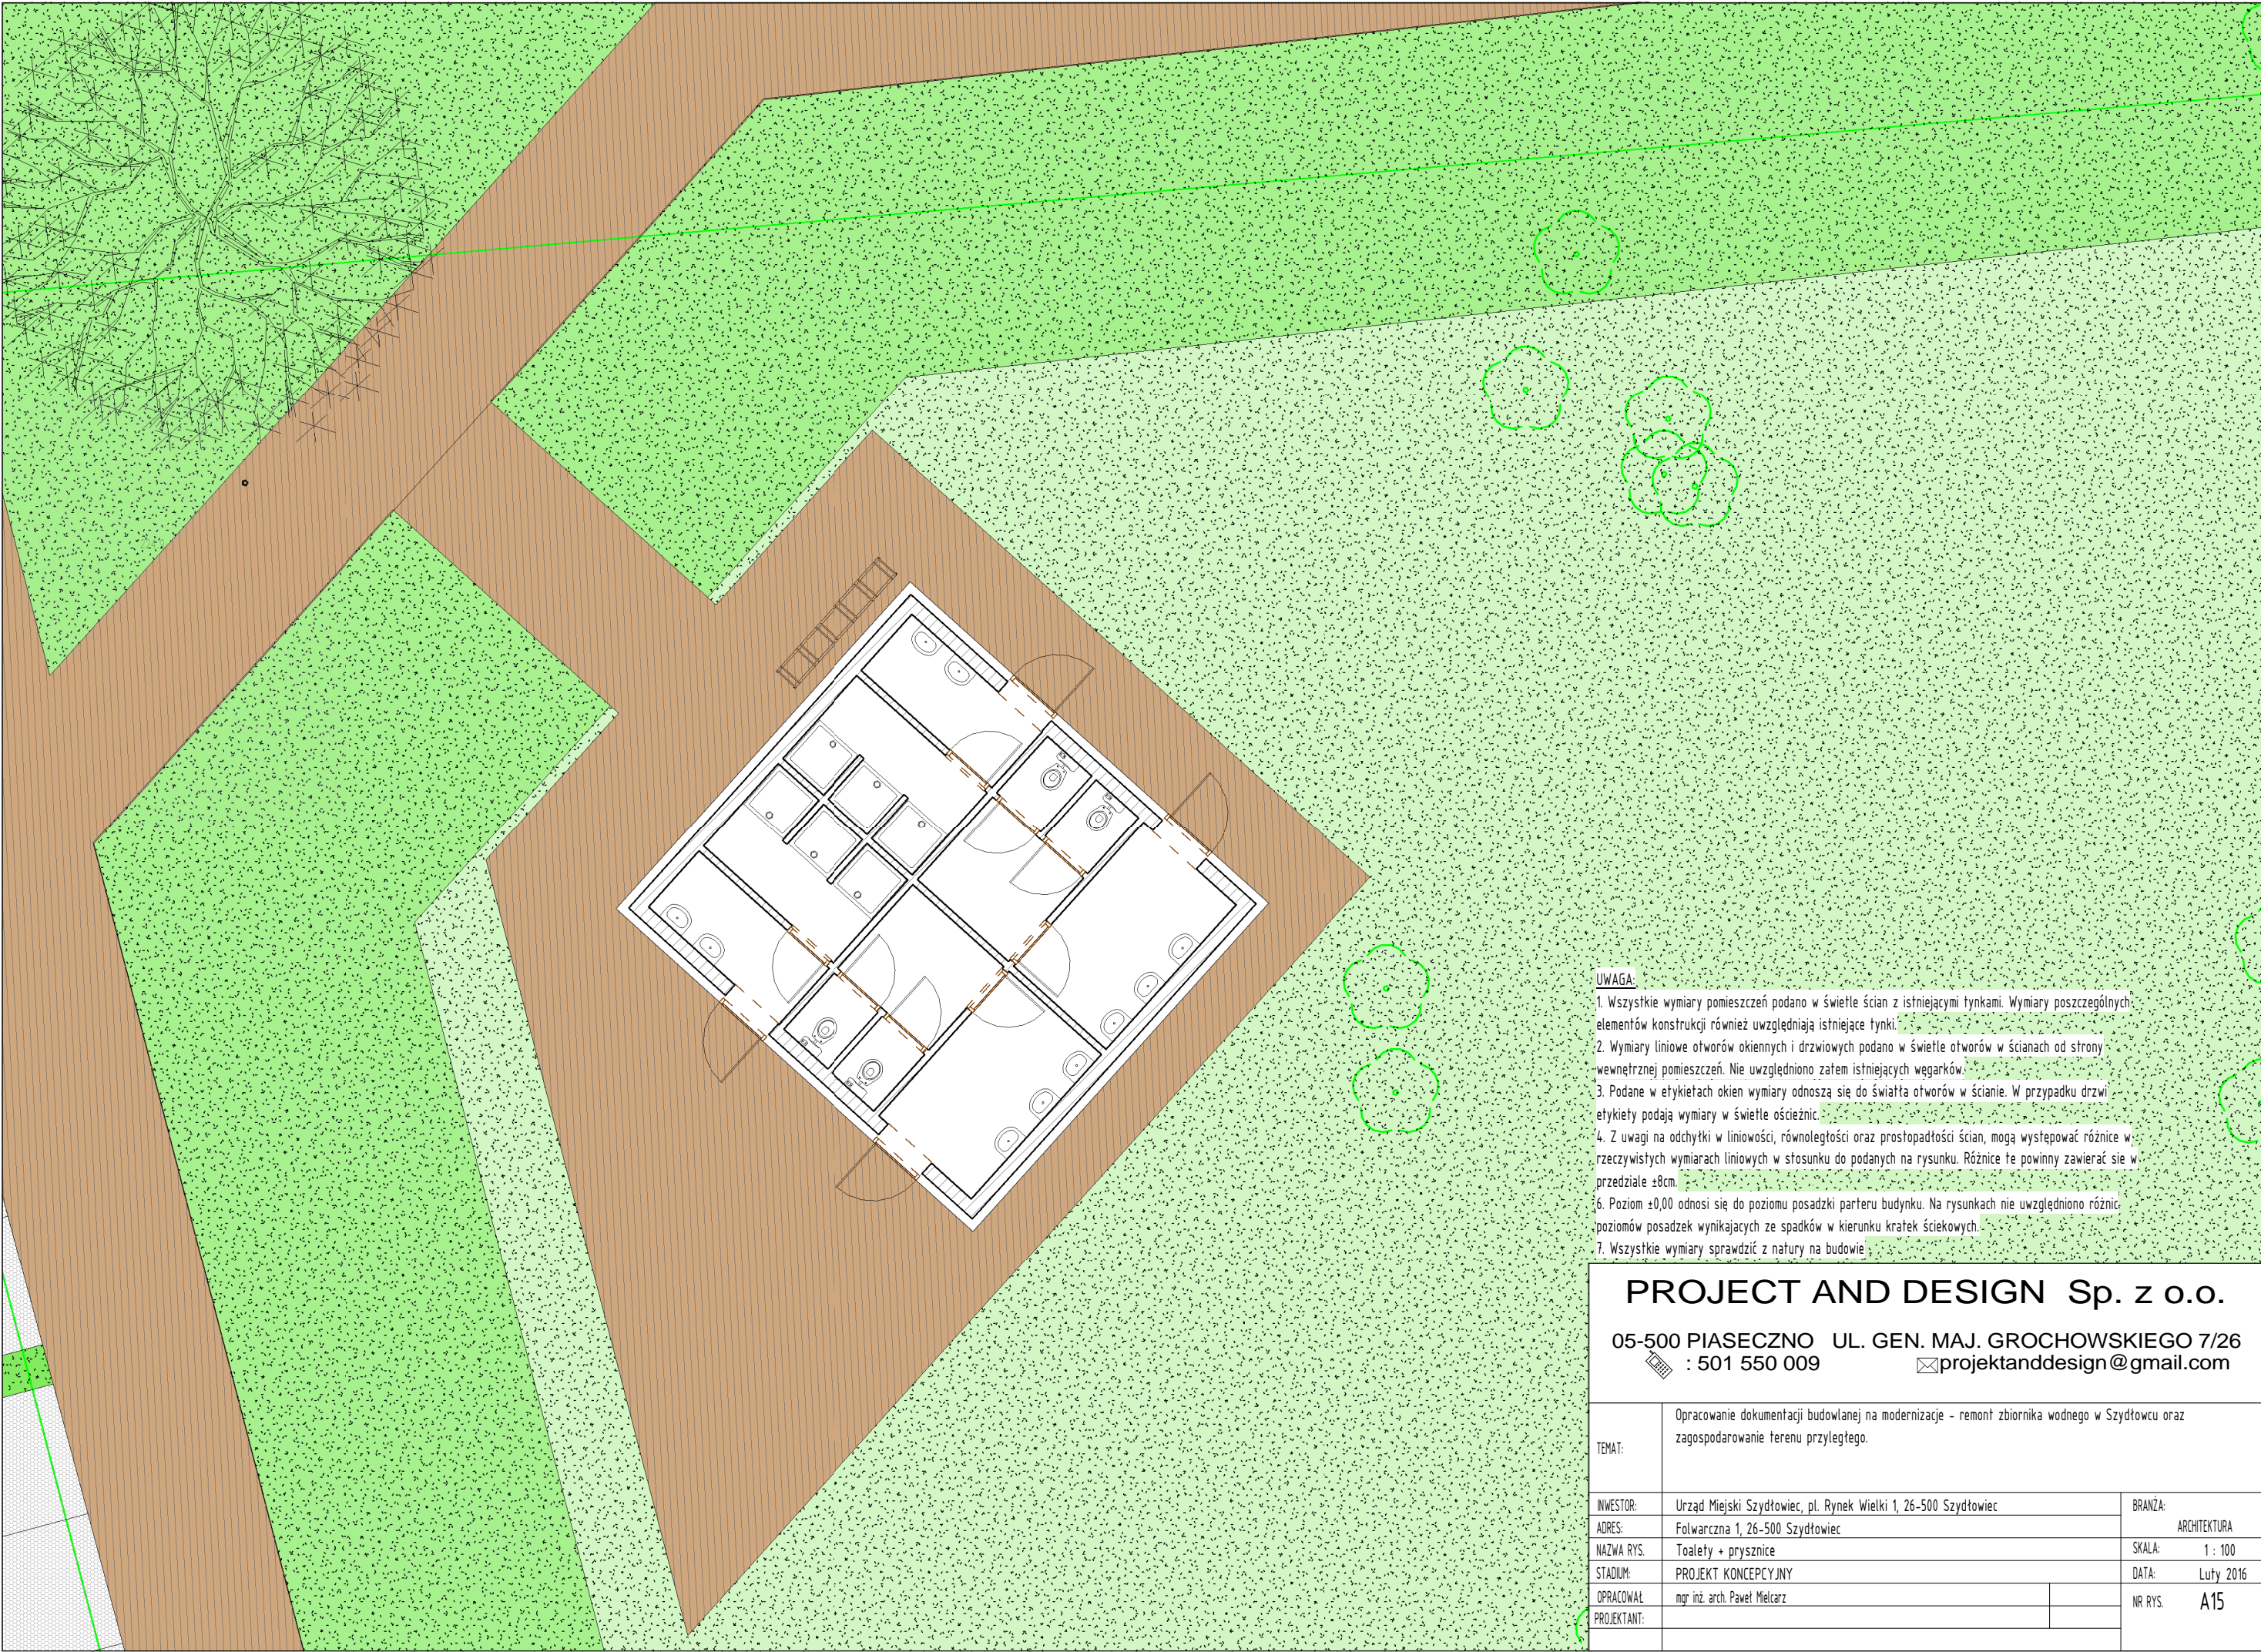 UWAGA:
1. Wszystkie wymiary pomieszczeń podano w świetle ścian z istniejącymi tynkami. Wymiary poszczególnych
elementów konstrukcji również uwzględniają istniejące tynki.
2. Wymiary liniowe otworów okiennych i drzwiowych podano w świetle otworów w ścianach od strony
wewnętrznej pomieszczeń. Nie uwzględniono zatem istniejących węgarków.
3. Podane w etykietach okien wymiary odnoszą się do światła otworów w ścianie. W przypadku drzwi
etykiety podają wymiary w świetle ościeżnic.
4. Z uwagi na odchyłki w liniowości, równoległości oraz prostopadłości ścian, mogą występować różnice w
rzeczywistych wymiarach liniowych w stosunku do podanych na rysunku. Różnice te powinny zawierać sie w
przedziale ±8cm.
6. Poziom ±0,00 odnosi się do poziomu posadzki parteru budynku. Na rysunkach nie uwzględniono różnic
poziomów posadzek wynikających ze spadków w kierunku kratek ściekowych.
7. Wszystkie wymiary sprawdzić z natury na budowie
PROJECT AND DESIGN Sp. z o.o.
05-500 PIASECZNO UL. GEN. MAJ. GROCHOWSKIEGO 7/26
: 501 550 009 projektanddesign@gmail.com
TEMAT: Opracowanie dokumentacji budowlanej na modernizacje - remont zbiornika wodnego w Szydłowcu oraz
zagospodarowanie terenu przyległego.
INWESTOR: Urząd Miejski Szydłowiec, pl. Rynek Wielki 1, 26-500 Szydłowiec BRANŻA:
ADRES: Folwarczna 1, 26-500 Szydłowiec ARCHITEKTURA
NAZWA RYS. Toalety + prysznice SKALA: 1 : 100
STADIUM: PROJEKT KONCEPCYJNY DATA: Luty 2016
OPRACOWAŁ mgr inż. arch. Paweł Mielcarz NR RYS. A15
PROJEKTANT: